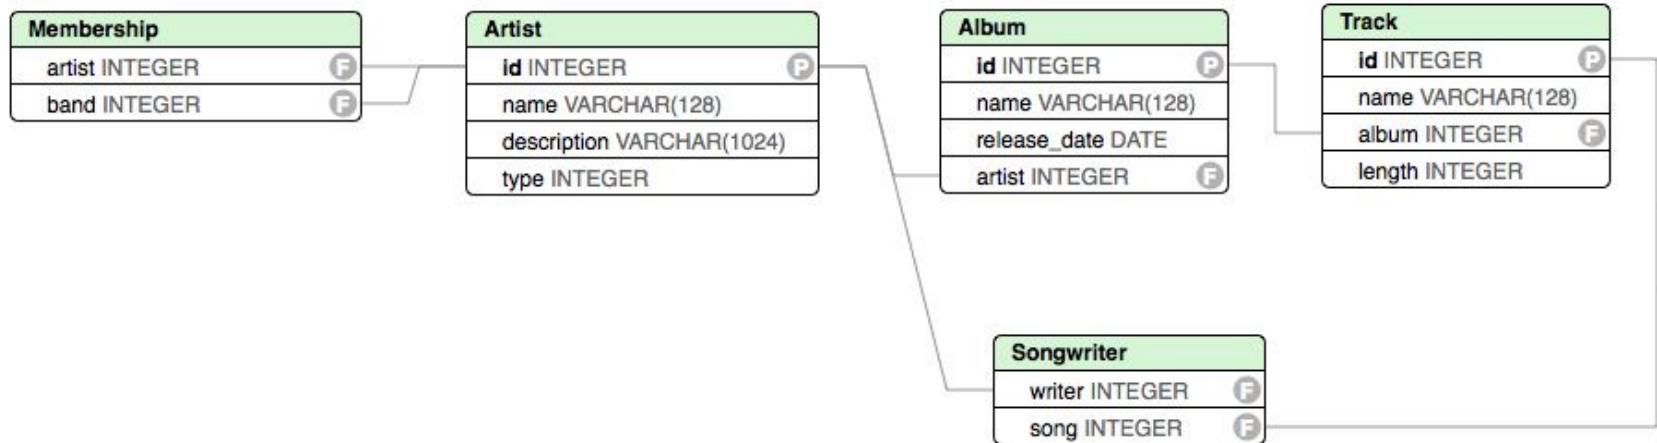 Membership
artist INTEGER F
band INTEGER F
Artist
id INTEGER P
name VARCHAR(128)
description VARCHAR(1024)
type INTEGER
Album
id INTEGER P
name VARCHAR(128)
release_date DATE
artist INTEGER F
Track
id INTEGER P
name VARCHAR(128)
album INTEGER F
length INTEGER
Songwriter
writer INTEGER F
song INTEGER F